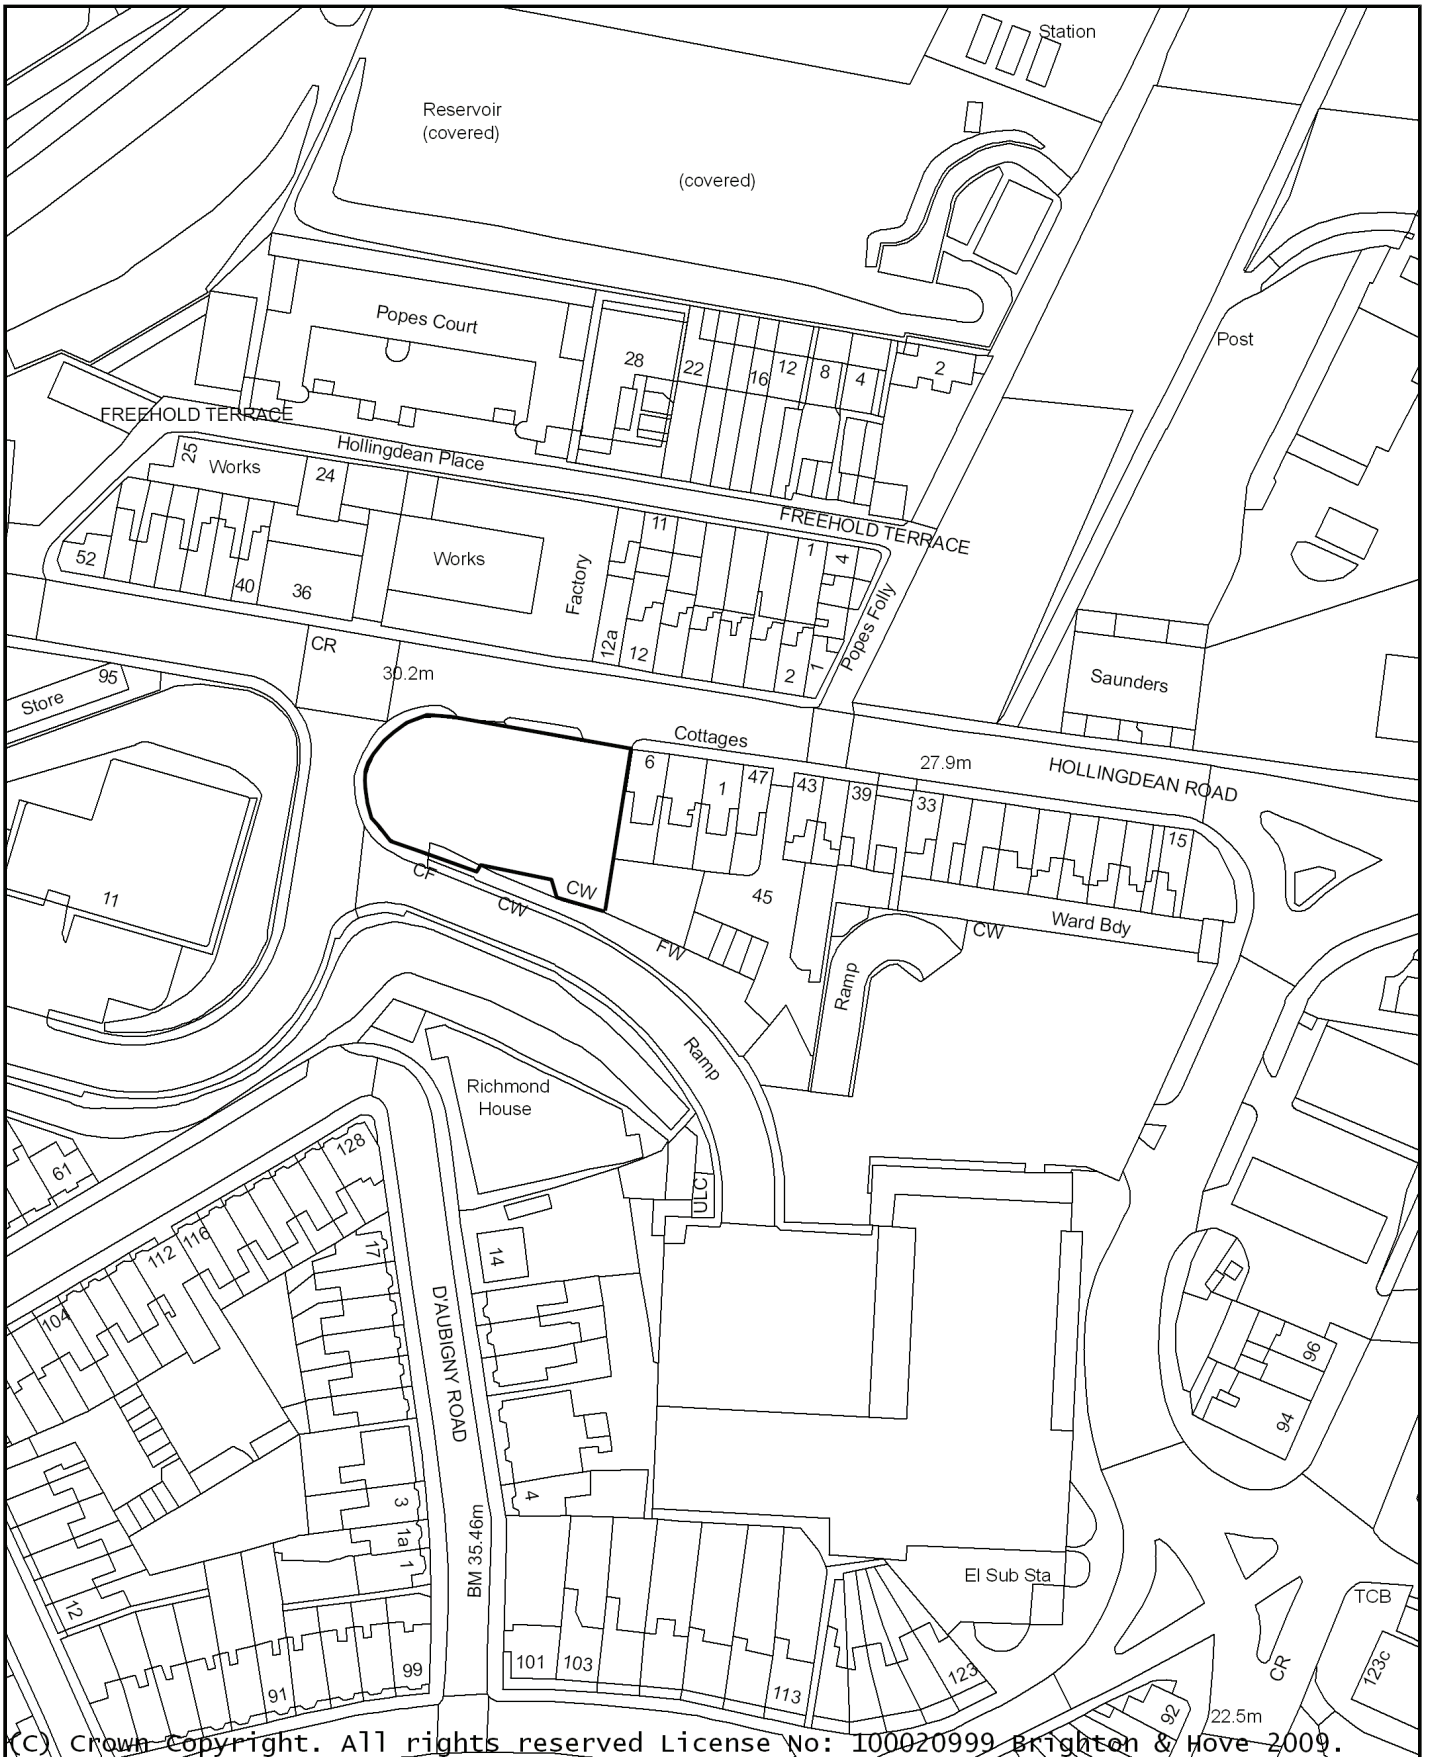 Station
Reservoir
(covered)
(covered)
Popes Court
28
22
16
12
8
4
2
Post
FREEHOLD TERRACE
Hollingdean Place
25
Works
24
FREEHOLD TERRACE
52
40
36
Works
Factory
11
1
4
12a
12
2
1
Popes Folly
CR
30.2m
95
Store
Saunders
Cottages
27.9m
HOLLINGDEAN ROAD
6
1
47
43
39
33
15
11
CF
CW
CW
45
FW
Ward Bdy
CW
Ramp
Ramp
Richmond
House
128
61
ULC
116
112
104
17
14
D'AUBIGNY ROAD
96
94
3
1a
1
4
BM 35.46m
El Sub Sta
TCB
12
99
91
101
103
113
123
CR
123c
92
22.5m
(C) Crown Copyright. All rights reserved License No: 100020999 Brighton & Hove 2009.